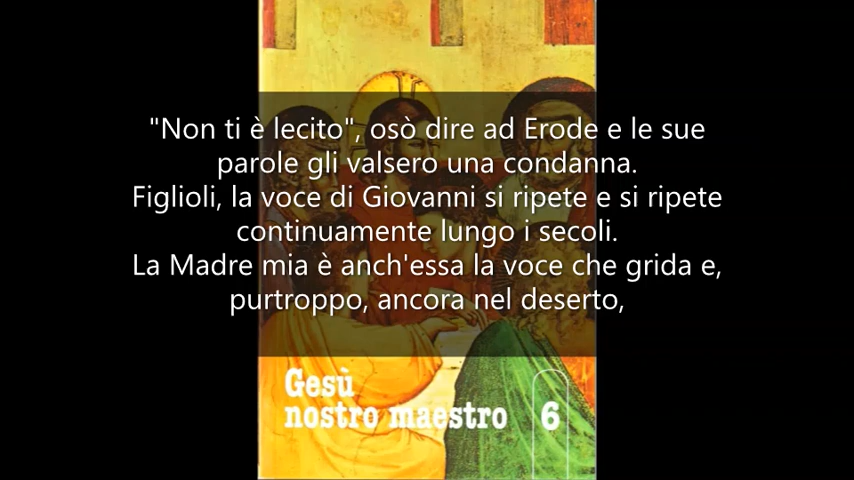 "Non ti è lecito", osò dire ad Erode e le sue
parole gli valsero una condanna.
Figlioli, la voce di Giovanni si ripete e si ripete
continuamente lungo i secoli.
La Madre mia è anch'essa la voce che grida e,
purtroppo, ancora nel deserto,
Gesù
nostro maestro 6